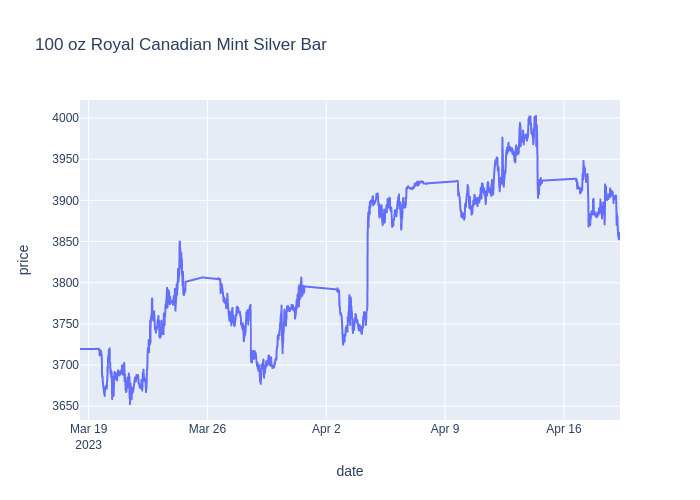 100 oz Royal Canadian Mint Silver Bar
4000
3950
3900
3850
3800
3750
3700
3650
price
Mar 19
2023
Mar 26
Apr 2
Apr 9
Apr 16
date